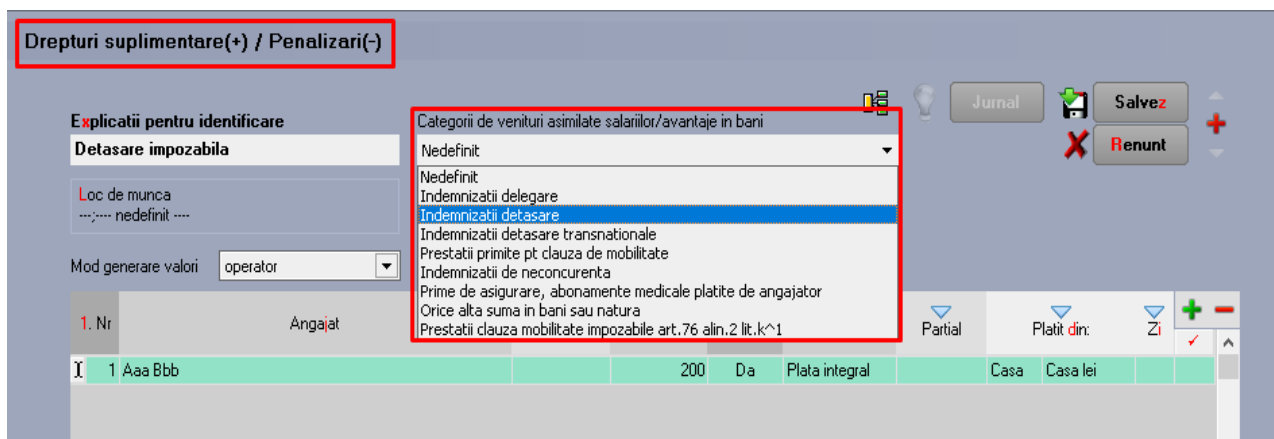 Drepturi suplimentare(+) / Penalizari(-)
Jurnal
Salvez
Explicatii pentru identificare
Categorii de venituri asimilate salariilor/avantaje in bani
Detasare impozabila
Nedefinit
Renunt
Nedefinit
Indemnizatii delegare
Loc de munca
---;---- nedefinit ----
Indemnizatii detasare
Indemnizatii detasare transnationale
Prestatii primite pt clauza de mobilitate
Mod generare valori operator
Indemnizatii de neconcurenta
Prime de asigurare, abonamente medicale platite de angajator
Orice alta suma in bani sau natura
Prestatii clauza mobilitate impozabile art.76 alin.2 lit.k^1
1. Nr Angajat Partial Platit din: Zi
1 Aaa Bbb 200 Da Plata integral Casa Casa lei